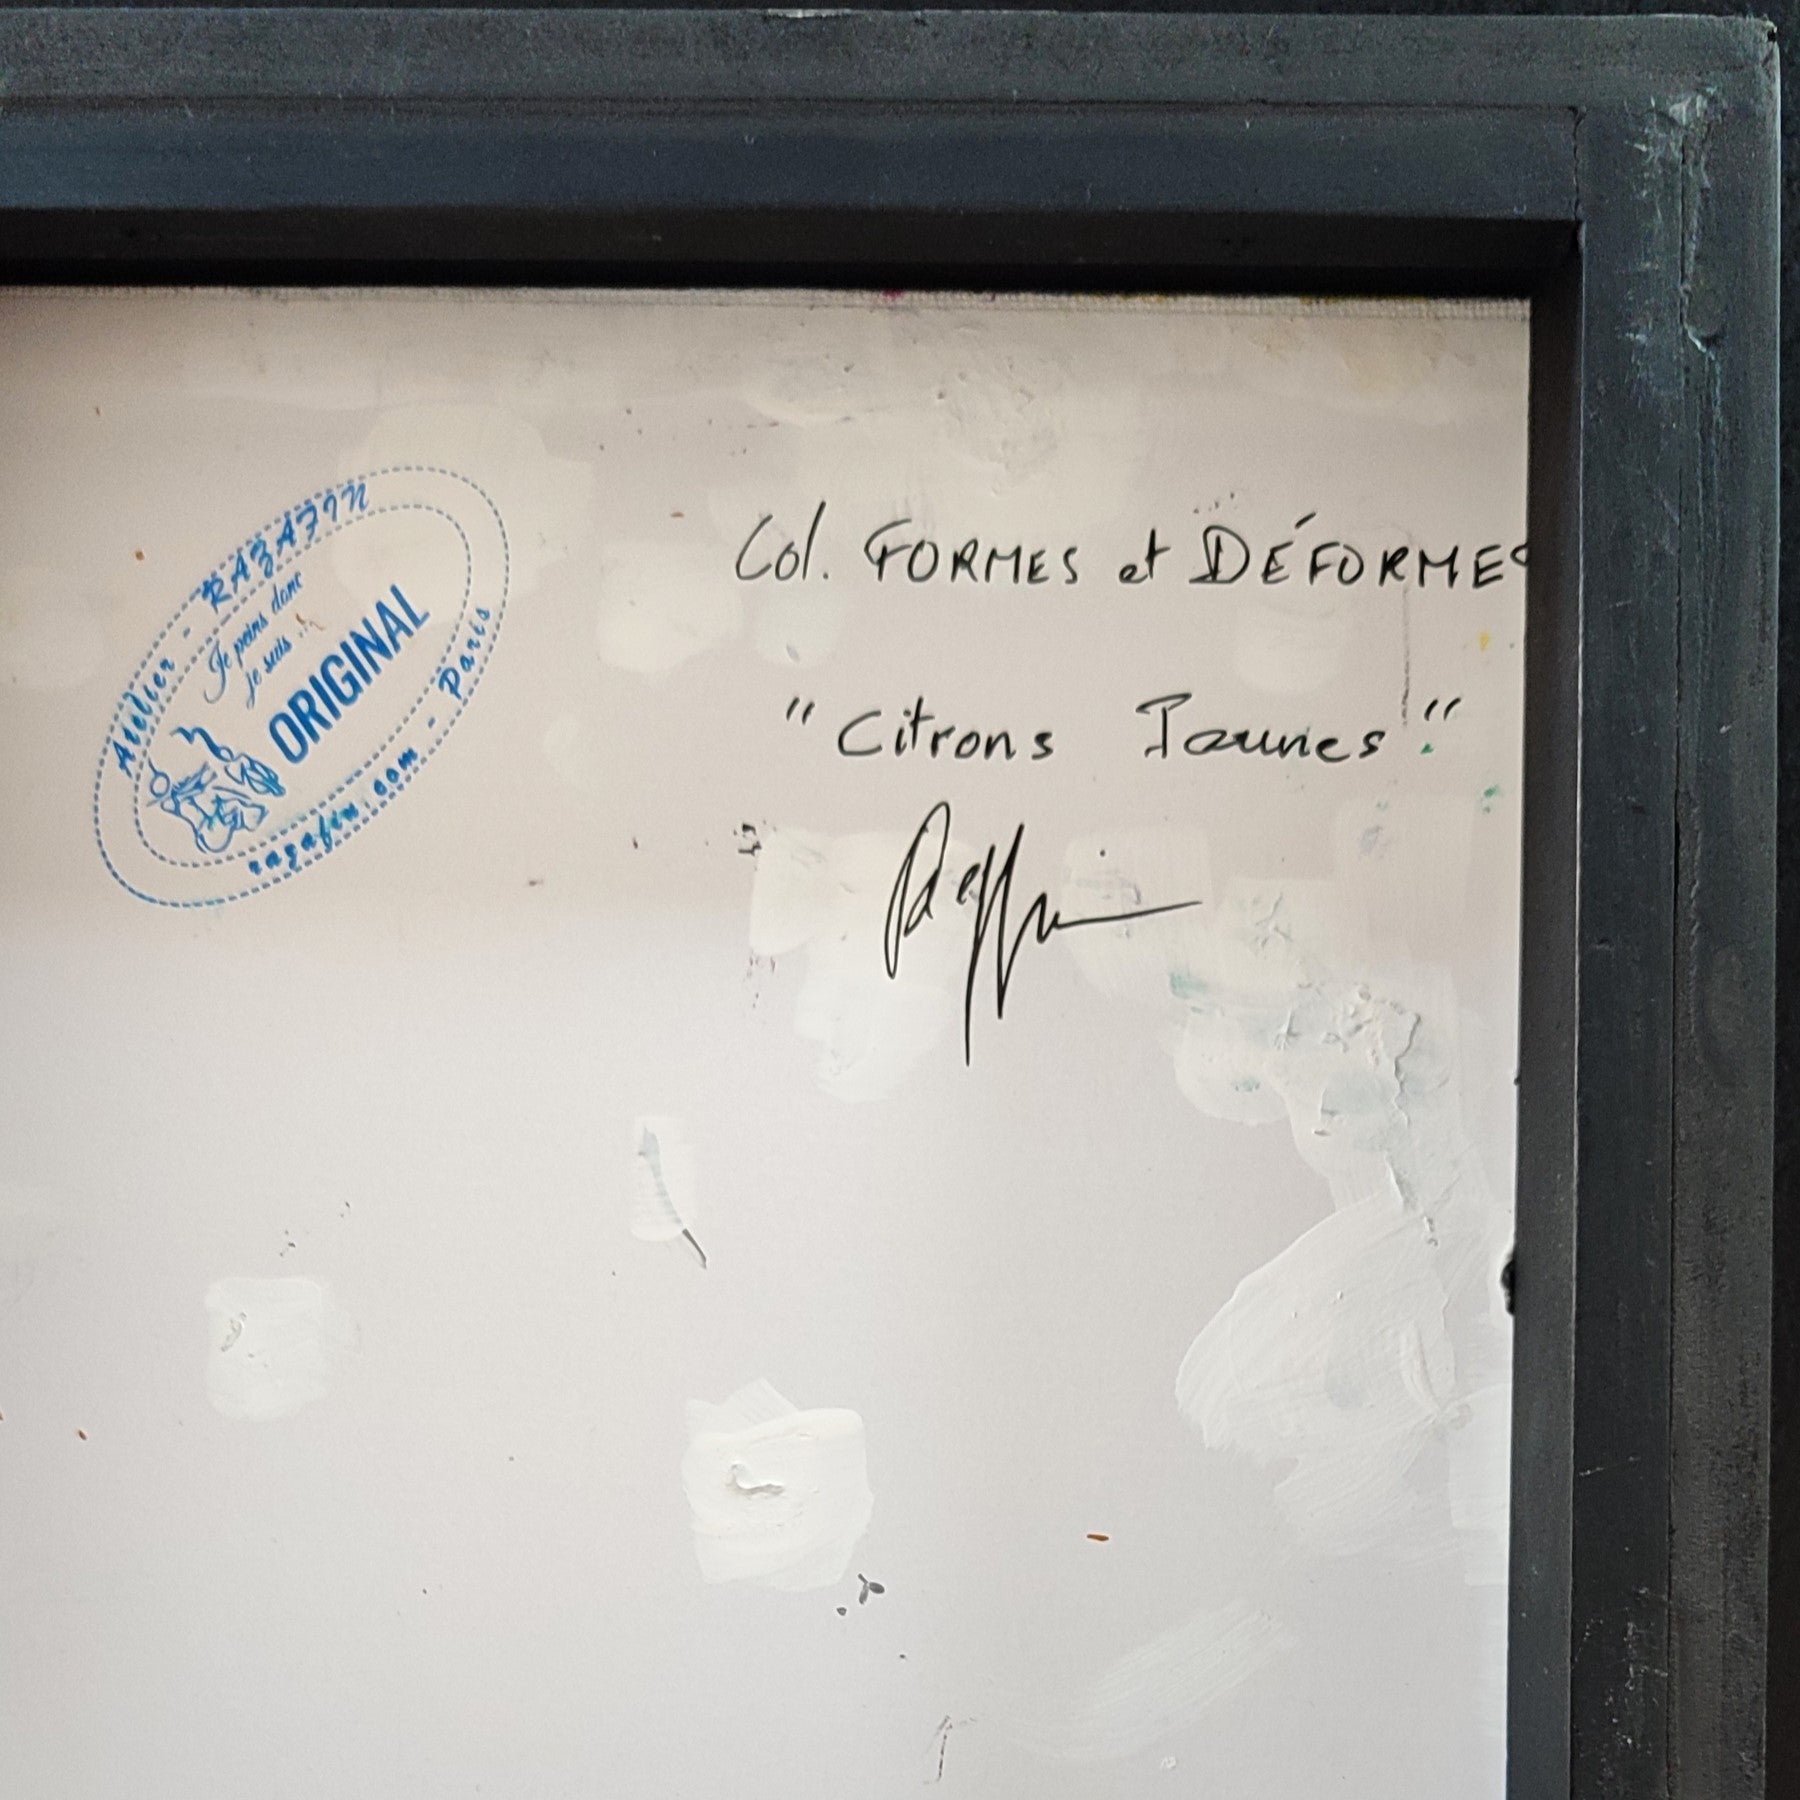 Atelier - RAZAFIN
Je peins donc
je suis ...
ORIGINAL
razafin.com - Paris
Col. FORMES et DÉFORMES
"Citrons Jaunes"